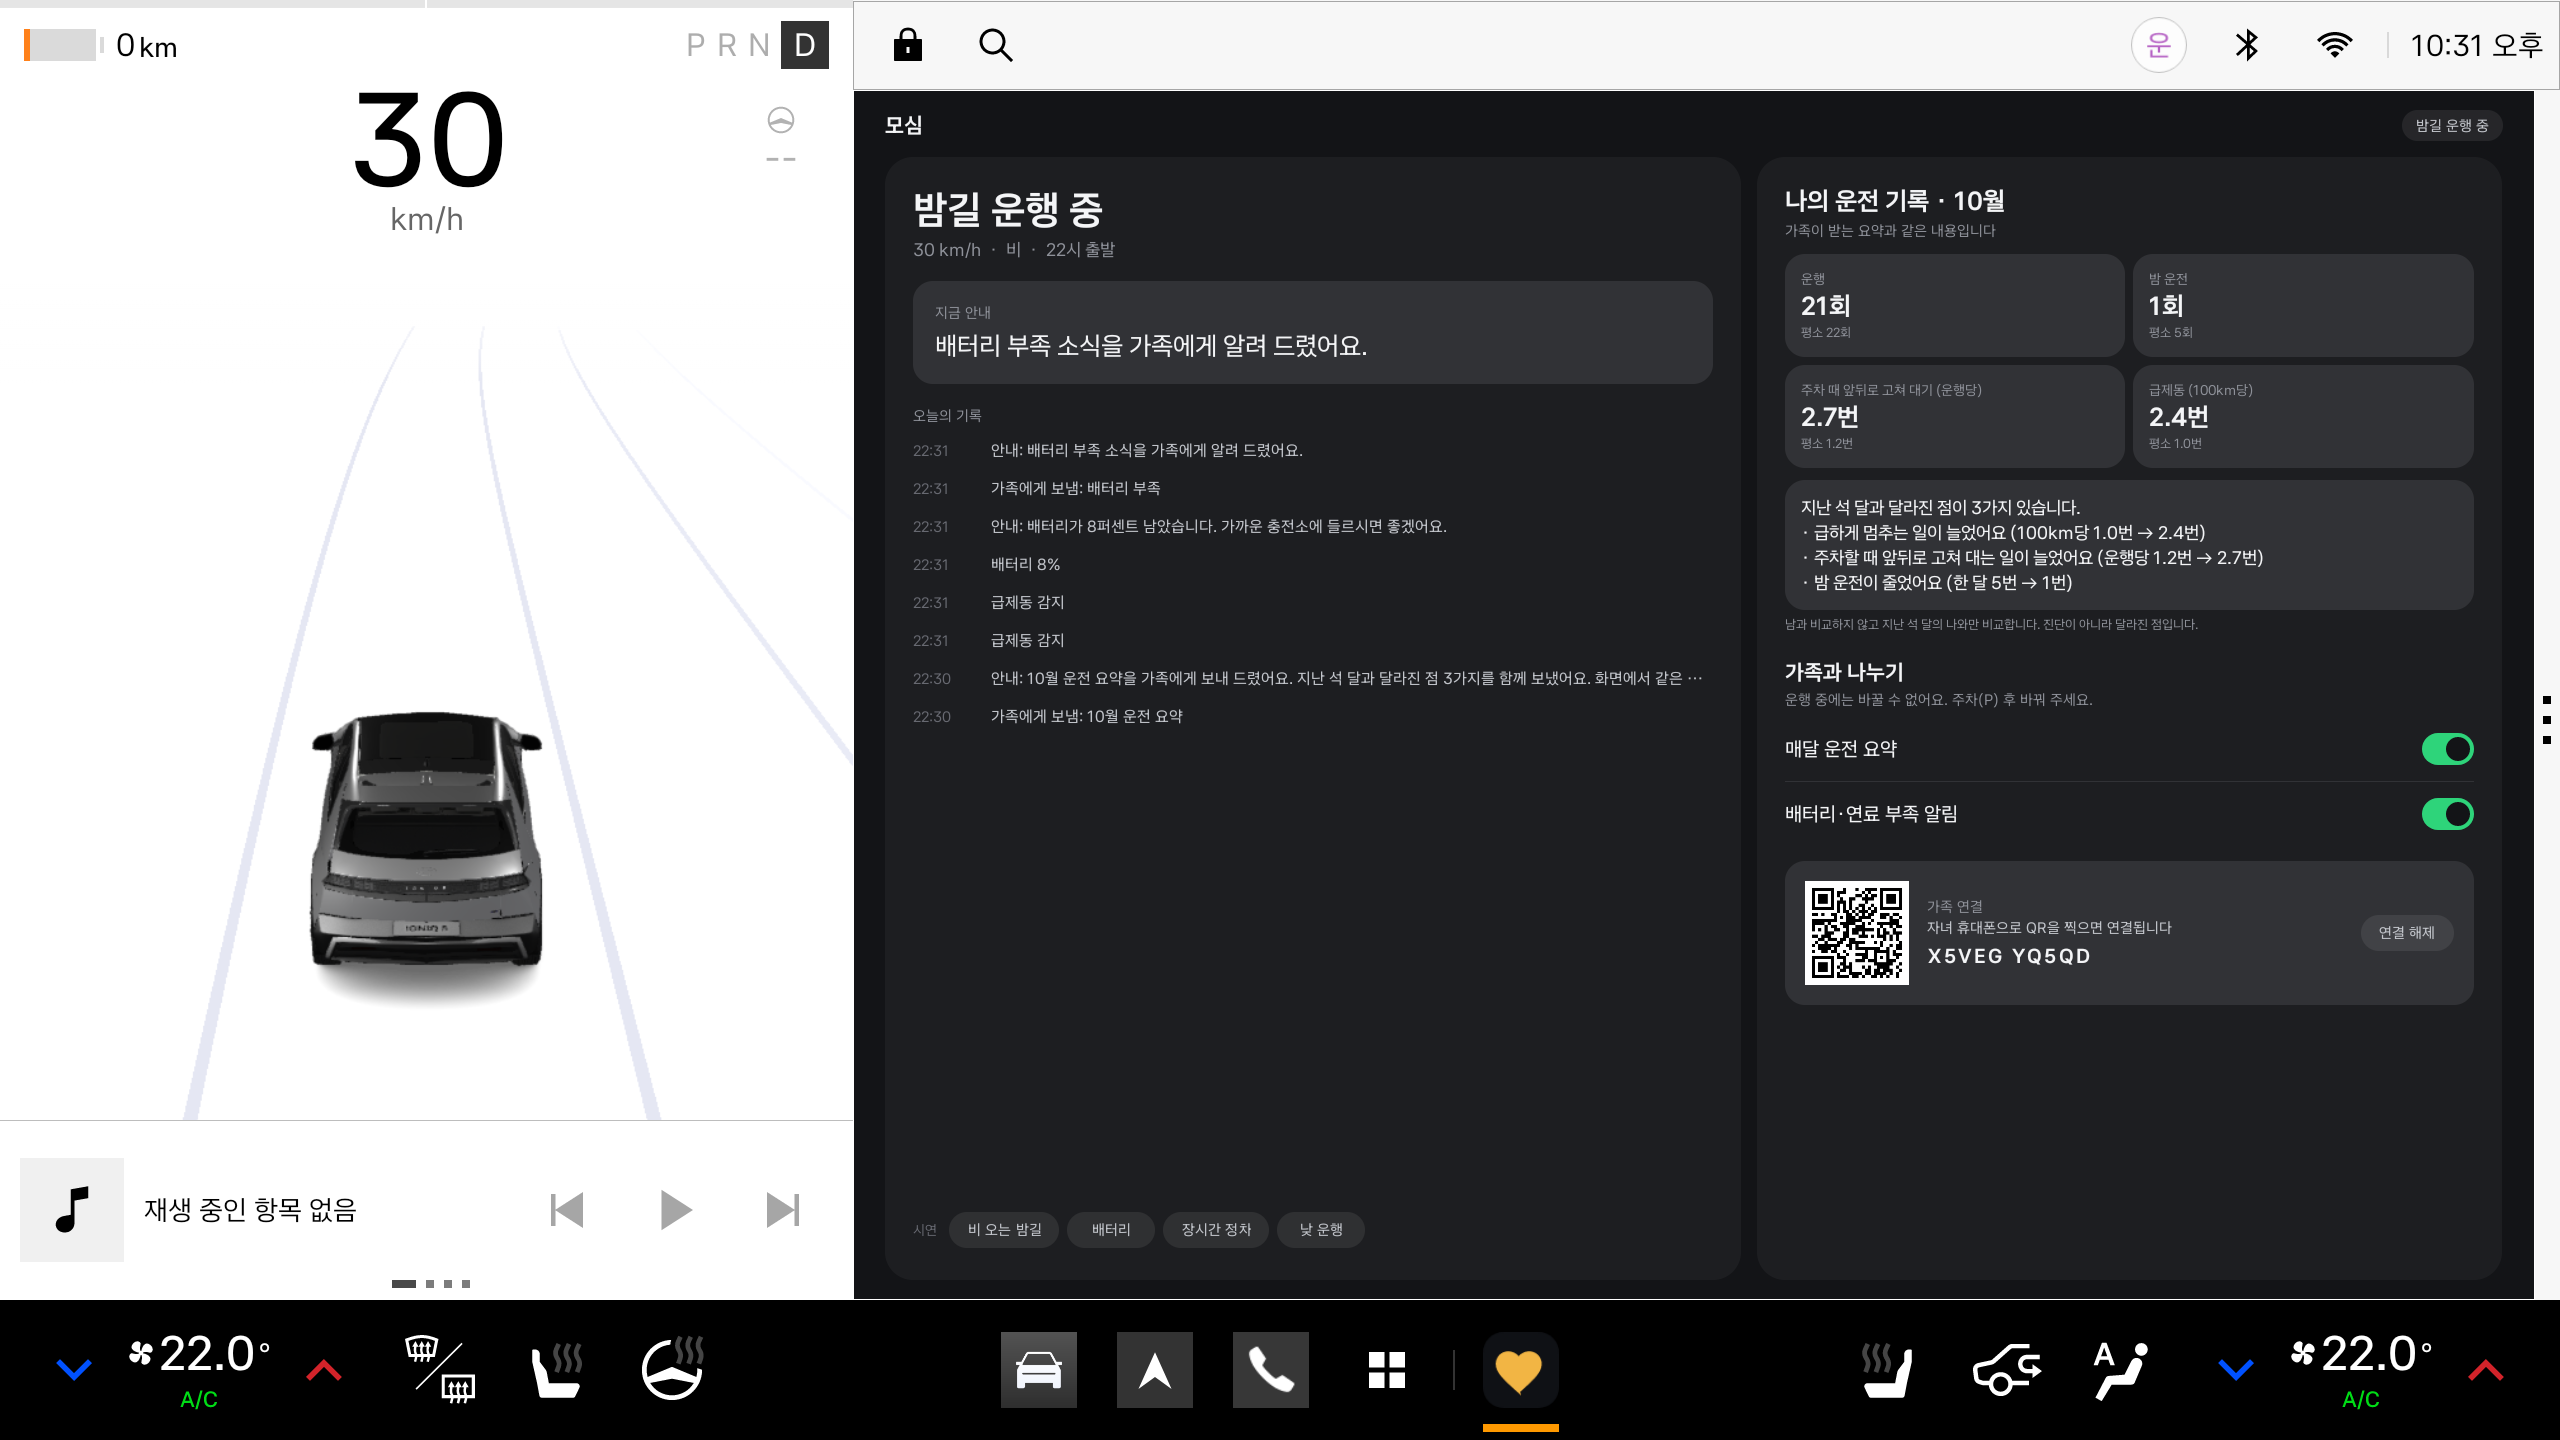 0 km
P R N D
30
km/h
--
재생 중인 항목 없음
운
10:31 오후
모심
밤길 운행 중
밤길 운행 중
30 km/h · 비 · 22시 출발
지금 안내
배터리 부족 소식을 가족에게 알려 드렸어요.
오늘의 기록
22:31 안내: 배터리 부족 소식을 가족에게 알려 드렸어요.
22:31 가족에게 보냄: 배터리 부족
22:31 안내: 배터리가 8퍼센트 남았습니다. 가까운 충전소에 들르시면 좋겠어요.
22:31 배터리 8%
22:31 급제동 감지
22:31 급제동 감지
22:30 안내: 10월 운전 요약을 가족에게 보내 드렸어요. 지난 석 달과 달라진 점 3가지를 함께 보냈어요. 화면에서 같은 …
22:30 가족에게 보냄: 10월 운전 요약
시연 비 오는 밤길 배터리 장시간 정차 낮 운행
나의 운전 기록 · 10월
가족이 받는 요약과 같은 내용입니다
운행
21회
평소 22회
밤 운전
1회
평소 5회
주차 때 앞뒤로 고쳐 대기 (운행당)
2.7번
평소 1.2번
급제동 (100km당)
2.4번
평소 1.0번
지난 석 달과 달라진 점이 3가지 있습니다.
· 급하게 멈추는 일이 늘었어요 (100km당 1.0번 → 2.4번)
· 주차할 때 앞뒤로 고쳐 대는 일이 늘었어요 (운행당 1.2번 → 2.7번)
· 밤 운전이 줄었어요 (한 달 5번 → 1번)
남과 비교하지 않고 지난 석 달의 나와만 비교합니다. 진단이 아니라 달라진 점입니다.
가족과 나누기
운행 중에는 바꿀 수 없어요. 주차(P) 후 바꿔 주세요.
매달 운전 요약
배터리·연료 부족 알림
가족 연결
자녀 휴대폰으로 QR을 찍으면 연결됩니다
X5VEG YQ5QD
연결 해제
22.0°
A/C
A
22.0°
A/C